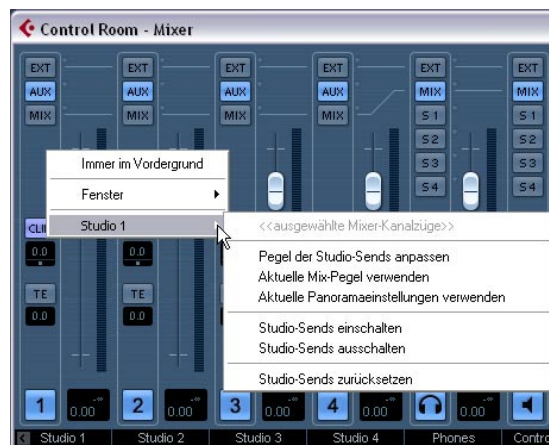 Control Room - Mixer
EXT EXT EXT EXT EXT EXT
AUX AUX AUX AUX MIX MIX
MIX MIX MIX MIX S 1 S 1
S 2 S 2
S 3 S 3
S 4 S 4
Immer im Vordergrund
Fenster
Studio 1
<<ausgewählte Mixer-Kanalzüge>>
Pegel der Studio-Sends anpassen
Aktuelle Mix-Pegel verwenden
Aktuelle Panoramaeinstellungen verwenden
Studio-Sends einschalten
Studio-Sends ausschalten
Studio-Sends zurücksetzen
0.0 0.0
TE TE
0.0 0.0
1 0.00 2 0.00 3 0.00 4 0.00 0.00
Studio 1 Studio 2 Studio 3 Studio 4 Phones Contro